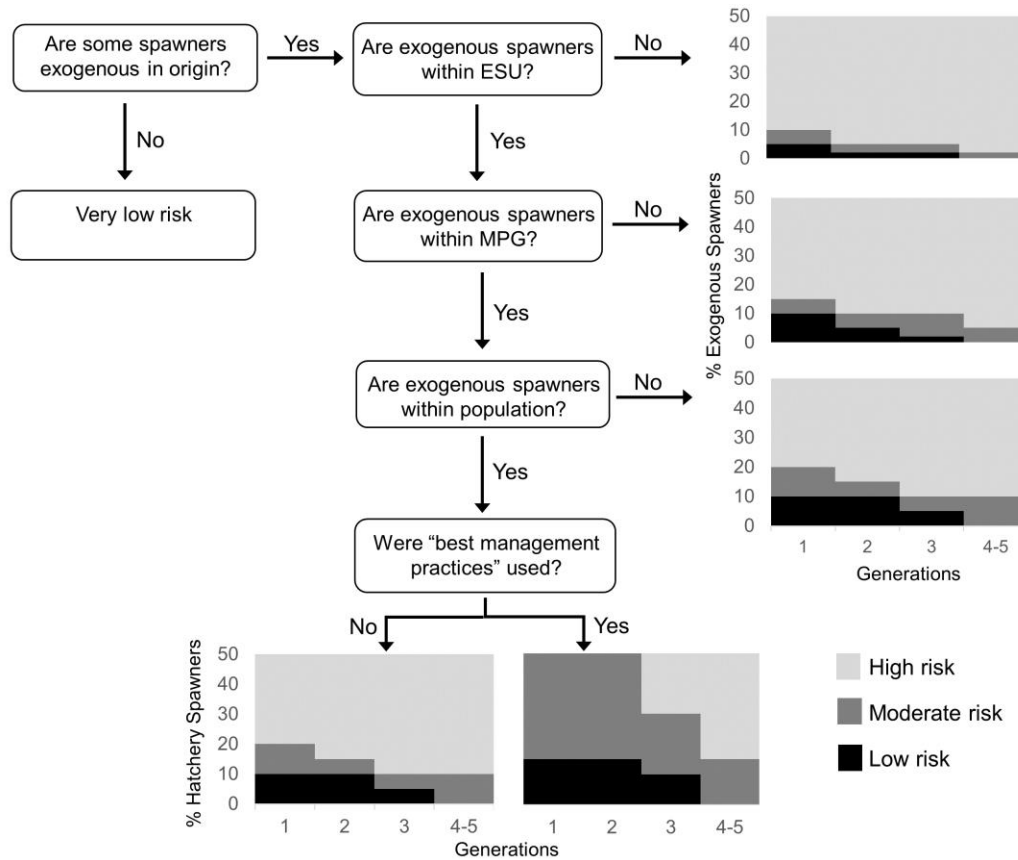 Are some spawners
exogenous in origin?
Yes
Are exogenous spawners
within ESU?
No
50
40
30
20
10
0
No
Yes
Very low risk
Are exogenous spawners
within MPG?
No
50
40
30
20
10
0
% Exogenous Spawners
Yes
Are exogenous spawners
within population?
No
50
40
30
20
10
0
1 2 3 4-5
Generations
Yes
Were “best management
practices” used?
No
Yes
% Hatchery Spawners
50
40
30
20
10
0
1 2 3 4-5
1 2 3 4-5
Generations
High risk
Moderate risk
Low risk